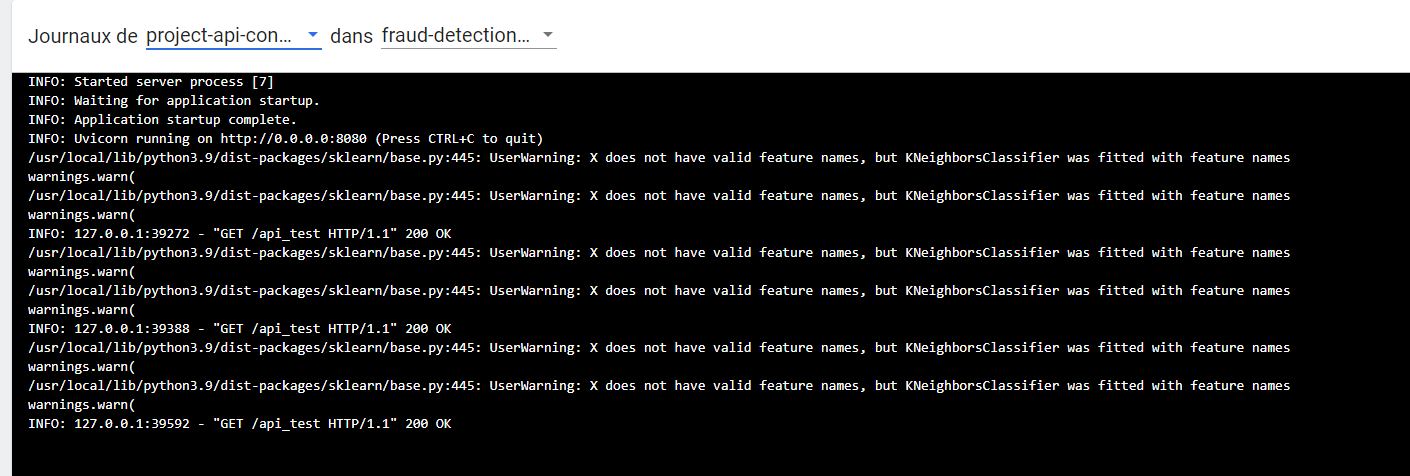 Journaux de project-api-con... dans fraud-detection...
INFO: Started server process [7]
INFO: Waiting for application startup.
INFO: Application startup complete.
INFO: Uvicorn running on http://0.0.0.0:8080 (Press CTRL+C to quit)
/usr/local/lib/python3.9/dist-packages/sklearn/base.py:445: UserWarning: X does not have valid feature names, but KNeighborsClassifier was fitted with feature names
warnings.warn(
/usr/local/lib/python3.9/dist-packages/sklearn/base.py:445: UserWarning: X does not have valid feature names, but KNeighborsClassifier was fitted with feature names
warnings.warn(
INFO: 127.0.0.1:39272 - "GET /api_test HTTP/1.1" 200 OK
/usr/local/lib/python3.9/dist-packages/sklearn/base.py:445: UserWarning: X does not have valid feature names, but KNeighborsClassifier was fitted with feature names
warnings.warn(
/usr/local/lib/python3.9/dist-packages/sklearn/base.py:445: UserWarning: X does not have valid feature names, but KNeighborsClassifier was fitted with feature names
warnings.warn(
INFO: 127.0.0.1:39388 - "GET /api_test HTTP/1.1" 200 OK
/usr/local/lib/python3.9/dist-packages/sklearn/base.py:445: UserWarning: X does not have valid feature names, but KNeighborsClassifier was fitted with feature names
warnings.warn(
/usr/local/lib/python3.9/dist-packages/sklearn/base.py:445: UserWarning: X does not have valid feature names, but KNeighborsClassifier was fitted with feature names
warnings.warn(
INFO: 127.0.0.1:39592 - "GET /api_test HTTP/1.1" 200 OK